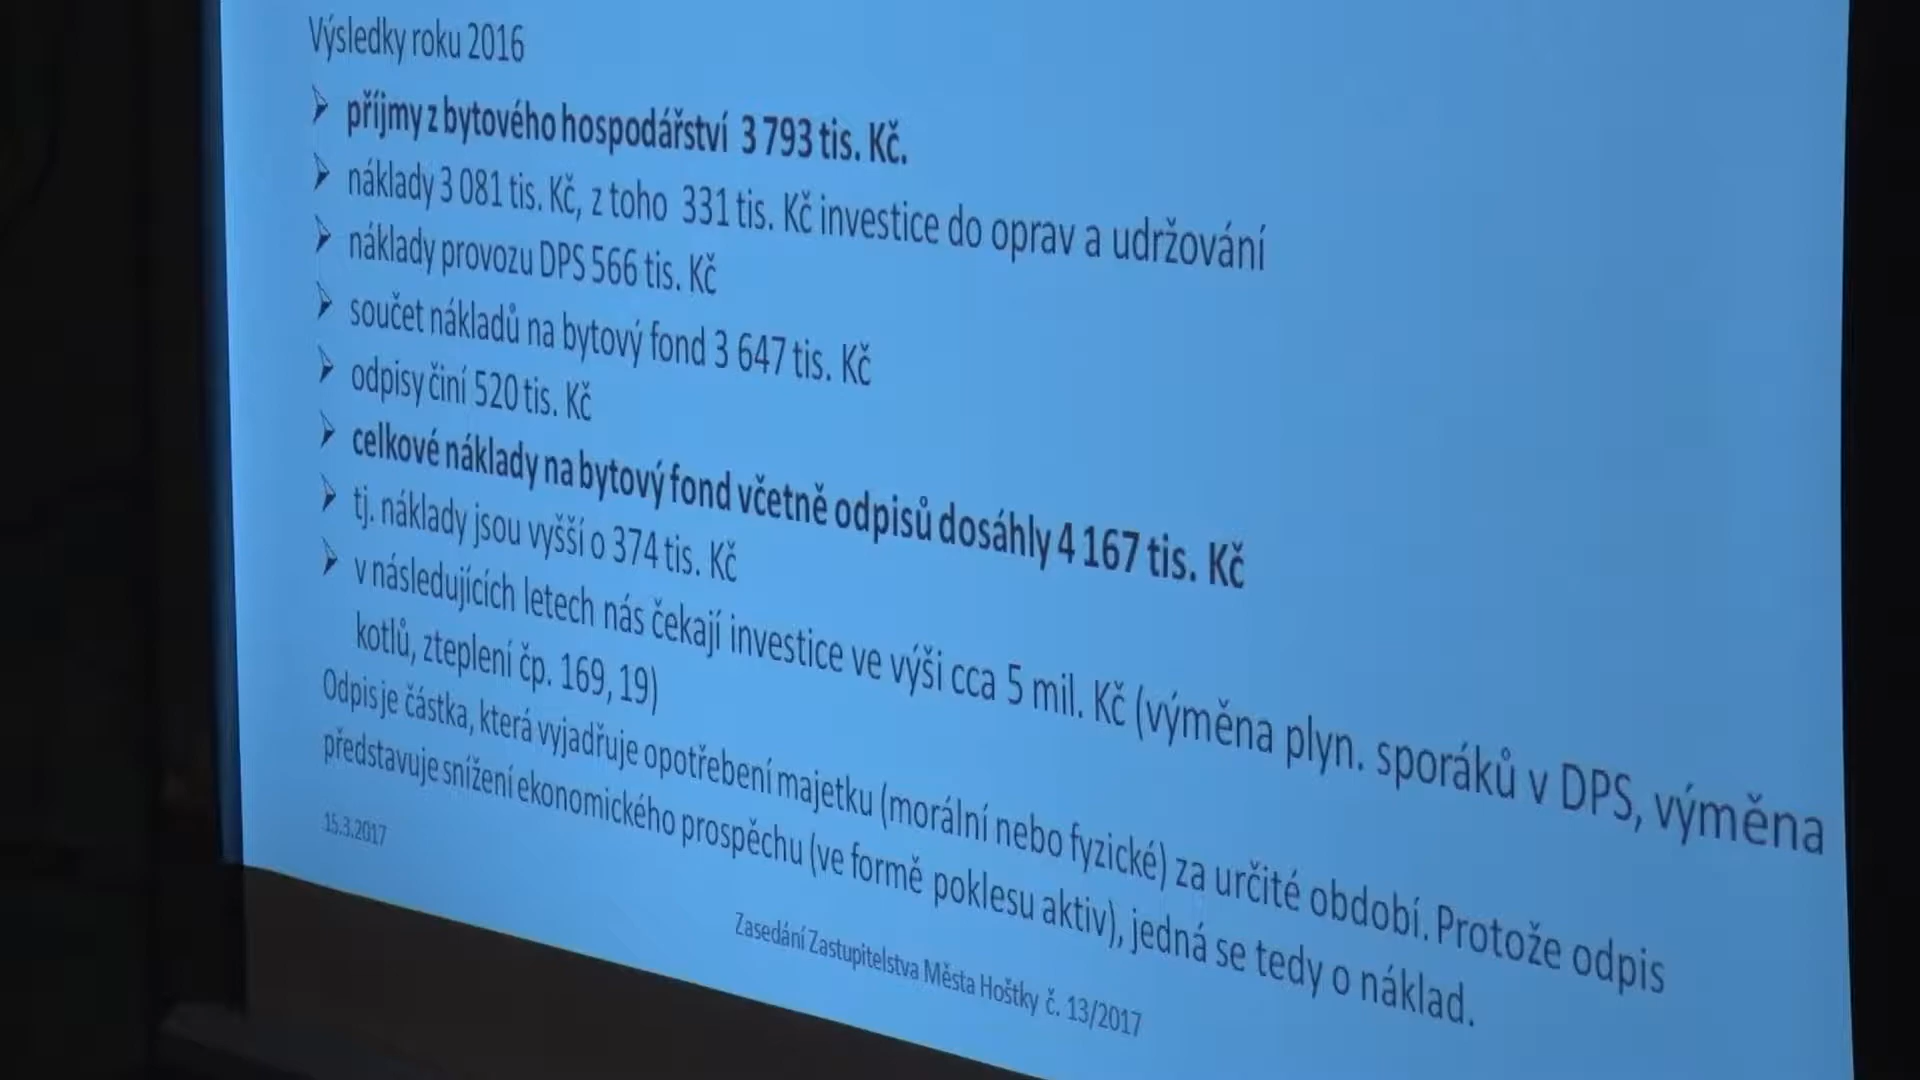 Výsledky roku 2016
příjmy z bytového hospodářství 3 793 tis. Kč.
náklady 3 081 tis. Kč, z toho 331 tis. Kč investice do oprav a udržování
náklady provozu DPS 566 tis. Kč
součet nákladů na bytový fond 3 647 tis. Kč
odpisy činí 520 tis. Kč
celkové náklady na bytový fond včetně odpisů dosáhly 4 167 tis. Kč
tj. náklady jsou vyšší o 374 tis. Kč
v následujících letech nás čekají investice ve výši cca 5 mil. Kč (výměna plyn. sporáků v DPS, výměna
kotlů, zteplení čp. 169, 19)
Odpis je částka, která vyjadřuje opotřebení majetku (morální nebo fyzické) za určité období. Protože odpis
představuje snížení ekonomického prospěchu (ve formě poklesu aktiv), jedná se tedy o náklad.
15.3.2017
Zasedání Zastupitelstva Města Hoštky č. 13/2017